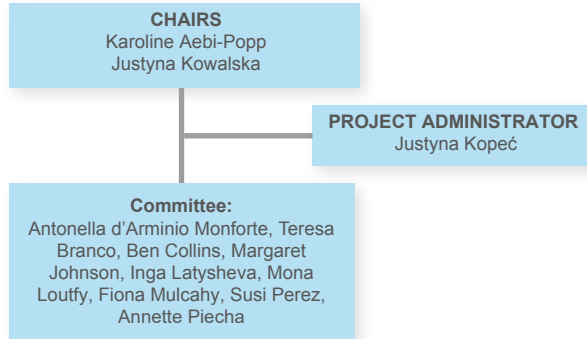 CHAIRS
Karoline Aebi-Popp
Justyna Kowalska
PROJECT ADMINISTRATOR
Justyna Kopeć
Committee:
Antonella d’Arminio Monforte, Teresa
Branco, Ben Collins, Margaret
Johnson, Inga Latysheva, Mona
Loutfy, Fiona Mulcahy, Susi Perez,
Annette Piecha